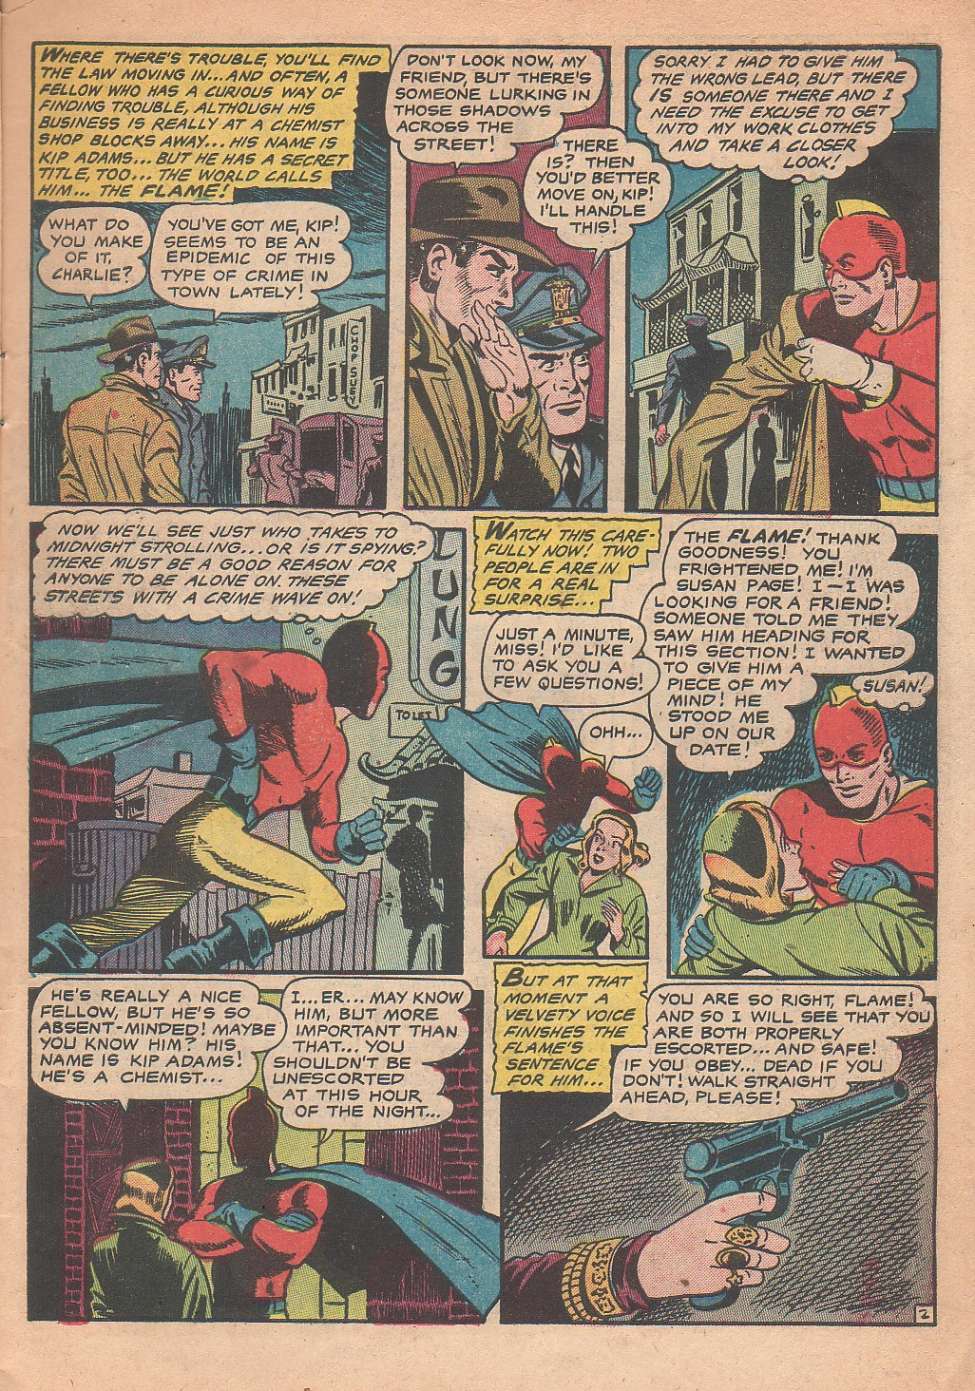 WHERE THERE'S TROUBLE, YOU'LL FIND
THE LAW MOVING IN... AND OFTEN, A
FELLOW WHO HAS A CURIOUS WAY OF
FINDING TROUBLE, ALTHOUGH HIS
BUSINESS IS REALLY AT A CHEMIST
SHOP BLOCKS AWAY... HIS NAME IS
KIP ADAMS... BUT HE HAS A SECRET
TITLE, TOO... THE WORLD CALLS
HIM... THE FLAME!
WHAT DO
YOU MAKE
OF IT,
CHARLIE?
YOU'VE GOT ME, KIP!
SEEMS TO BE AN
EPIDEMIC OF THIS
TYPE OF CRIME IN
TOWN LATELY!
CHOP SUEY
DON'T LOOK NOW, MY
FRIEND, BUT THERE'S
SOMEONE LURKING IN
THOSE SHADOWS
ACROSS THE
STREET!
THERE
IS? THEN
YOU'D BETTER
MOVE ON, KIP!
I'LL HANDLE
THIS!
SORRY I HAD TO GIVE HIM
THE WRONG LEAD, BUT THERE
IS SOMEONE THERE AND I
NEED THE EXCUSE TO GET
INTO MY WORK CLOTHES
AND TAKE A CLOSER
LOOK!
NOW WE'LL SEE JUST WHO TAKES TO
MIDNIGHT STROLLING... OR IS IT SPYING?
THERE MUST BE A GOOD REASON FOR
ANYONE TO BE ALONE ON THESE
STREETS WITH A CRIME WAVE ON!
LUNG
TO LET
WATCH THIS CARE-
FULLY NOW! TWO
PEOPLE ARE IN
FOR A REAL
SURPRISE...
JUST A MINUTE,
MISS! I'D LIKE
TO ASK YOU A
FEW QUESTIONS!
OHH...
THE FLAME! THANK
GOODNESS! YOU
FRIGHTENED ME! I'M
SUSAN PAGE! I-I WAS
LOOKING FOR A FRIEND!
SOMEONE TOLD ME THEY
SAW HIM HEADING FOR
THIS SECTION! I WANTED
TO GIVE HIM A
PIECE OF MY
MIND! HE
STOOD ME
UP ON OUR
DATE!
SUSAN!
HE'S REALLY A NICE
FELLOW, BUT HE'S SO
ABSENT-MINDED! MAYBE
YOU KNOW HIM? HIS
NAME IS KIP ADAMS!
HE'S A CHEMIST...
I...ER... MAY KNOW
HIM, BUT MORE
IMPORTANT THAN
THAT... YOU
SHOULDN'T BE
UNESCORTED
AT THIS HOUR
OF THE NIGHT...
BUT AT THAT
MOMENT A
VELVETY VOICE
FINISHES THE
FLAME'S
SENTENCE
FOR HIM...
YOU ARE SO RIGHT, FLAME!
AND SO I WILL SEE THAT YOU
ARE BOTH PROPERLY
ESCORTED... AND SAFE!
IF YOU OBEY... DEAD IF YOU
DON'T! WALK STRAIGHT
AHEAD, PLEASE!
2